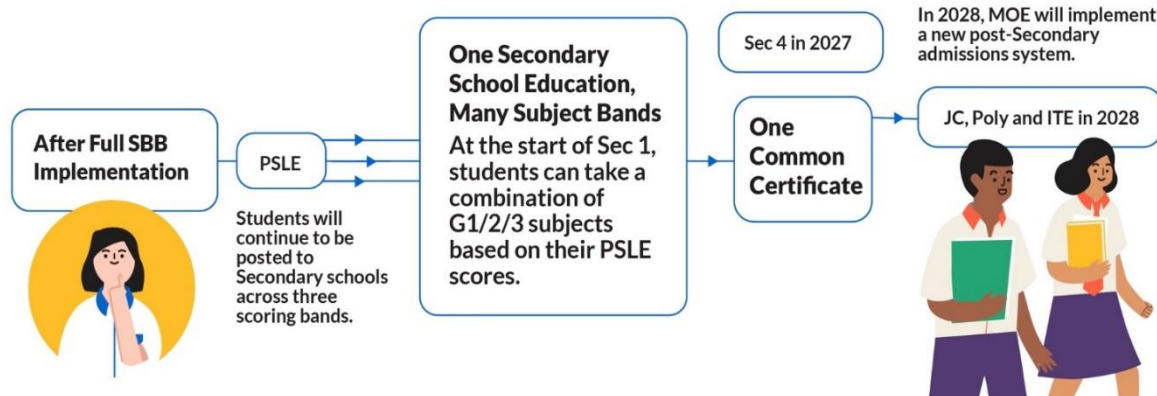 After Full SBB
Implementation
PSLE
Students will
continue to be
posted to
Secondary schools
across three
scoring bands.
One Secondary
School Education,
Many Subject Bands
At the start of Sec 1,
students can take a
combination of
G1/2/3 subjects
based on their PSLE
scores.
Sec 4 in 2027
One
Common
Certificate
In 2028, MOE will implement
a new post-Secondary
admissions system.
JC, Poly and ITE in 2028